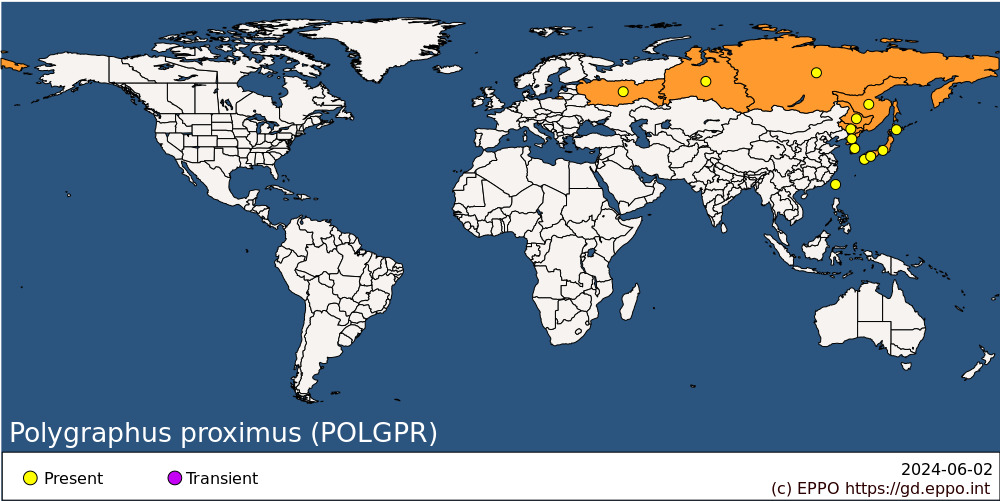 Polygraphus proximus (POLGPR)
Present
Transient
2024-06-02
(c) EPPO https://gd.eppo.int